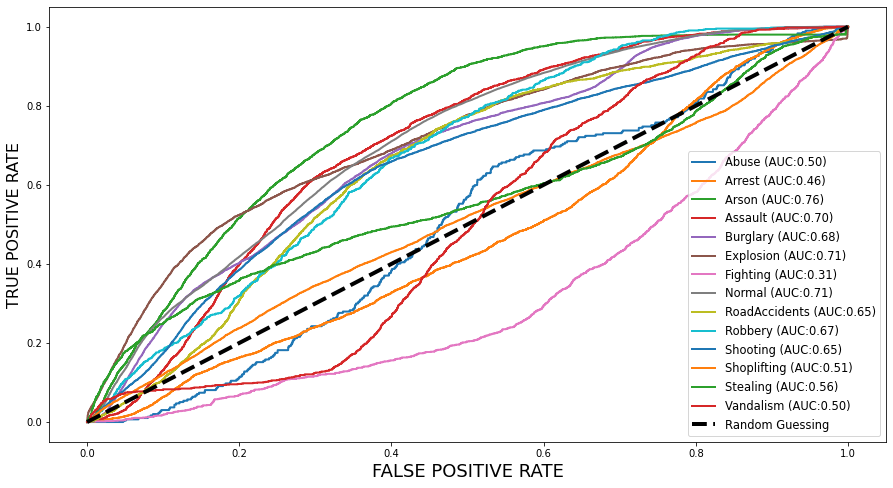 1.0
0.8
0.6
0.4
0.2
0.0
TRUE POSITIVE RATE
Abuse (AUC:0.50)
Arrest (AUC:0.46)
Arson (AUC:0.76)
Assault (AUC:0.70)
Burglary (AUC:0.68)
Explosion (AUC:0.71)
Fighting (AUC:0.31)
Normal (AUC:0.71)
RoadAccidents (AUC:0.65)
Robbery (AUC:0.67)
Shooting (AUC:0.65)
Shoplifting (AUC:0.51)
Stealing (AUC:0.56)
Vandalism (AUC:0.50)
Random Guessing
0.0 0.2 0.4 0.6 0.8 1.0
FALSE POSITIVE RATE